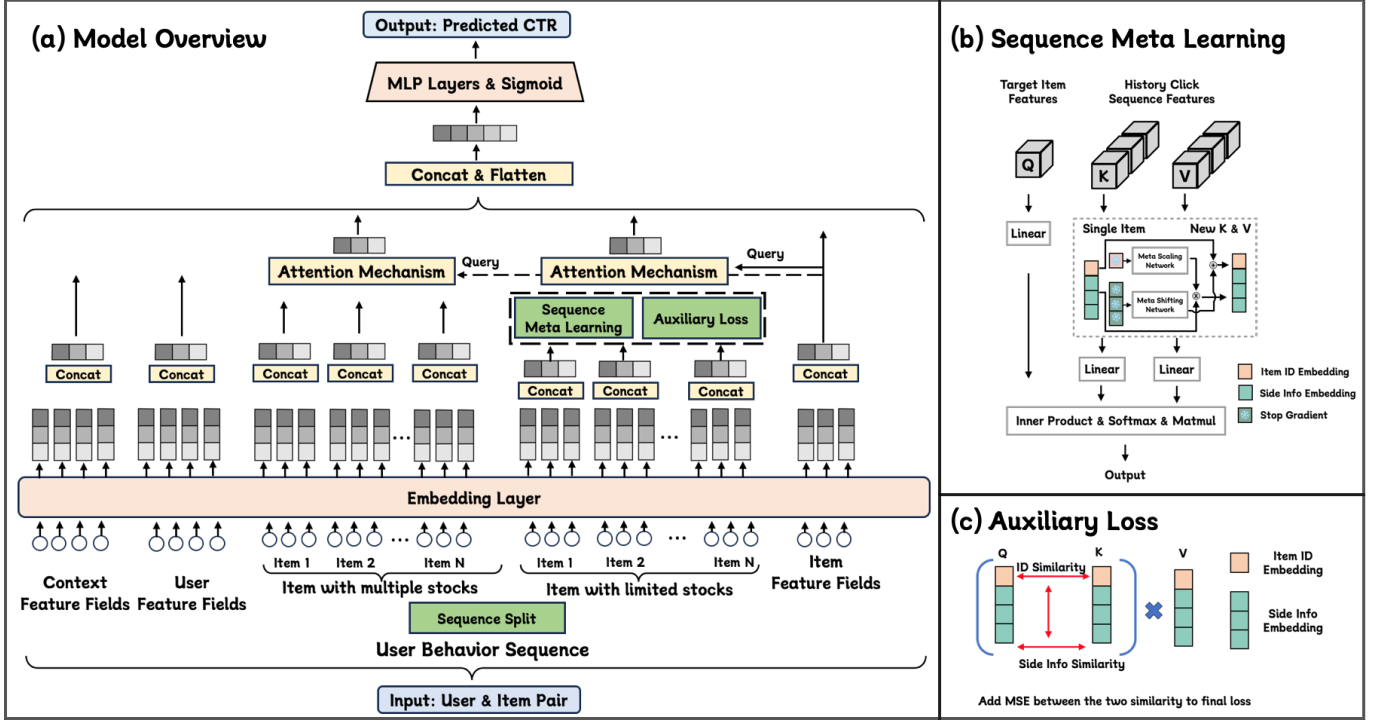 (a) Model Overview
Output: Predicted CTR
MLP Layers & Sigmoid
Concat & Flatten
Attention Mechanism
Query
Attention Mechanism
Query
Sequence
Meta Learning
Auxiliary Loss
Concat
Concat
Concat
Concat
Concat
Concat
Concat
Concat
Concat
...
...
Embedding Layer
...
...
Item 1
Item 2
Item N
Item 1
Item 2
Item N
Context
Feature Fields
User
Feature Fields
Item with multiple stocks
Item with limited stocks
Item
Feature Fields
Sequence Split
User Behavior Sequence
Input: User & Item Pair
(b) Sequence Meta Learning
Target Item
Features
History Click
Sequence Features
Q
K
V
Linear
Single Item
New K & V
Meta Scaling
Network
Meta Shifting
Network
Linear
Linear
Item ID Embedding
Side Info Embedding
Stop Gradient
Inner Product & Softmax & Matmul
Output
(c) Auxiliary Loss
Q
K
V
ID Similarity
Side Info Similarity
Item ID
Embedding
Side Info
Embedding
Add MSE between the two similarity to final loss